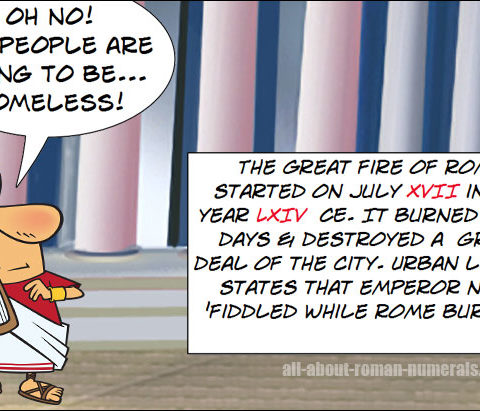 OH NO!
PEOPLE ARE
NG TO BE...
OMELESS!
THE GREAT FIRE OF ROM
STARTED ON JULY XVII IN
YEAR LXIV CE. IT BURNED
DAYS & DESTROYED A GR
DEAL OF THE CITY. URBAN L
STATES THAT EMPEROR N
'FIDDLED WHILE ROME BUR
all-about-roman-numerals.